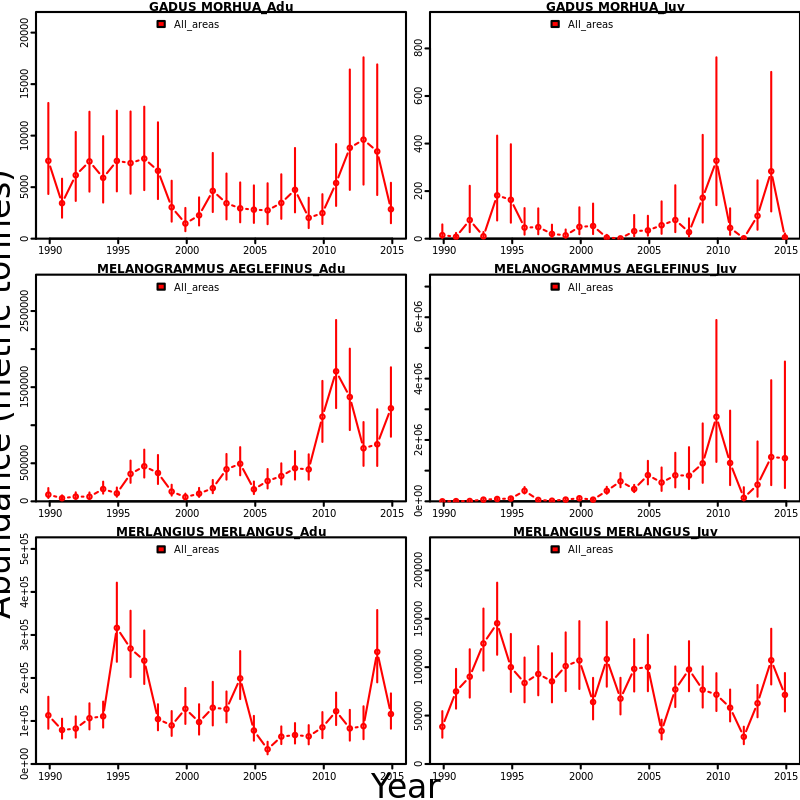 GADUS MORHUA_Adu
All_areas
0 5000 10000 15000 20000
1990 1995 2000 2005 2010 2015
GADUS MORHUA_Juv
All_areas
0 200 400 600 800
1990 1995 2000 2005 2010 2015
MELANOGRAMMUS AEGLEFINUS_Adu
All_areas
0 500000 1500000 2500000
1990 1995 2000 2005 2010 2015
MELANOGRAMMUS AEGLEFINUS_Juv
All_areas
0e+00 2e+06 4e+06 6e+06
1990 1995 2000 2005 2010 2015
MERLANGIUS MERLANGUS_Adu
All_areas
0e+00 1e+05 2e+05 3e+05 4e+05 5e+05
1990 1995 2000 2005 2010 2015
MERLANGIUS MERLANGUS_Juv
All_areas
0 50000 100000 150000 200000
1990 1995 2000 2005 2010 2015
Abundance (metric tonnes)
Year